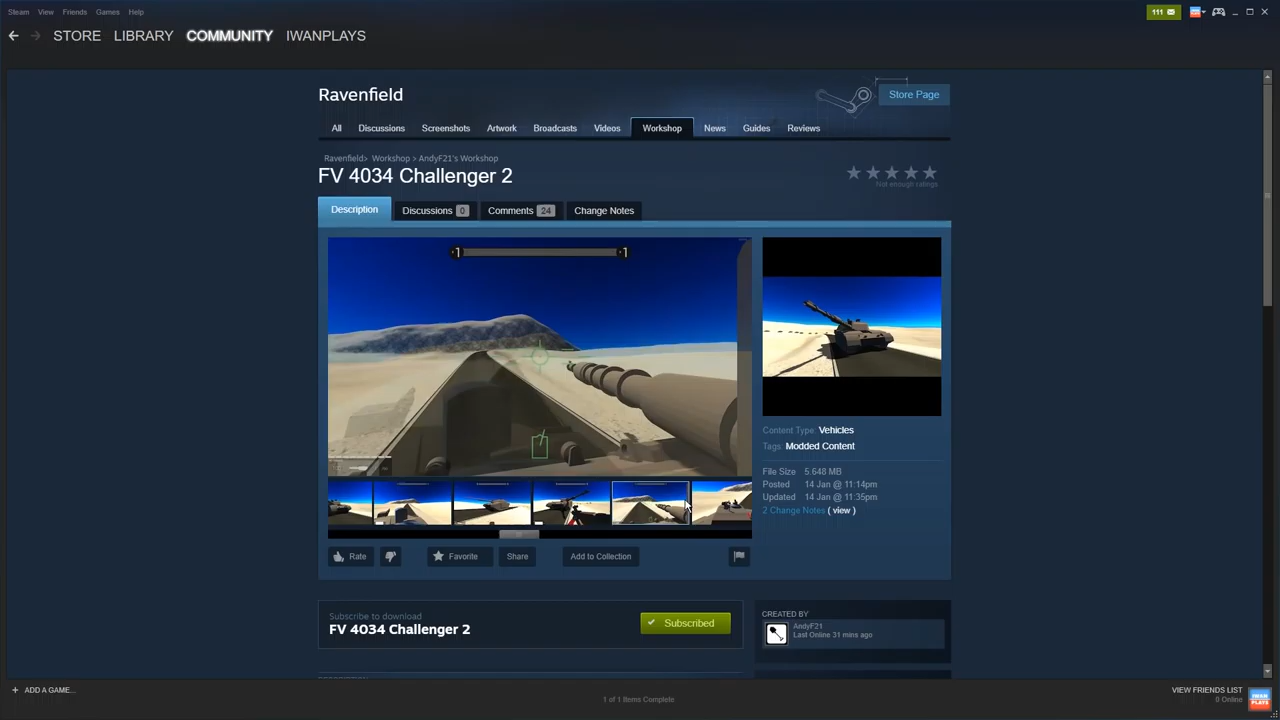 Steam View Friends Games Help
111
STORE LIBRARY COMMUNITY IWANPLAYS
Ravenfield
Store Page
All Discussions Screenshots Artwork Broadcasts Videos Workshop News Guides Reviews
Ravenfield> Workshop > AndyF21's Workshop
FV 4034 Challenger 2
Not enough ratings
Description Discussions 0 Comments 24 Change Notes
-1 -1
Content Type: Vehicles
Tags: Modded Content
File Size 5.648 MB
Posted 14 Jan @ 11:14pm
Updated 14 Jan @ 11:35pm
2 Change Notes ( view )
Rate Favorite Share Add to Collection
Subscribe to download
FV 4034 Challenger 2
Subscribed
CREATED BY
AndyF21
Last Online 31 mins ago
+ ADD A GAME...
1 of 1 Items Complete
VIEW FRIENDS LIST
0 Online
IWAN PLAYS